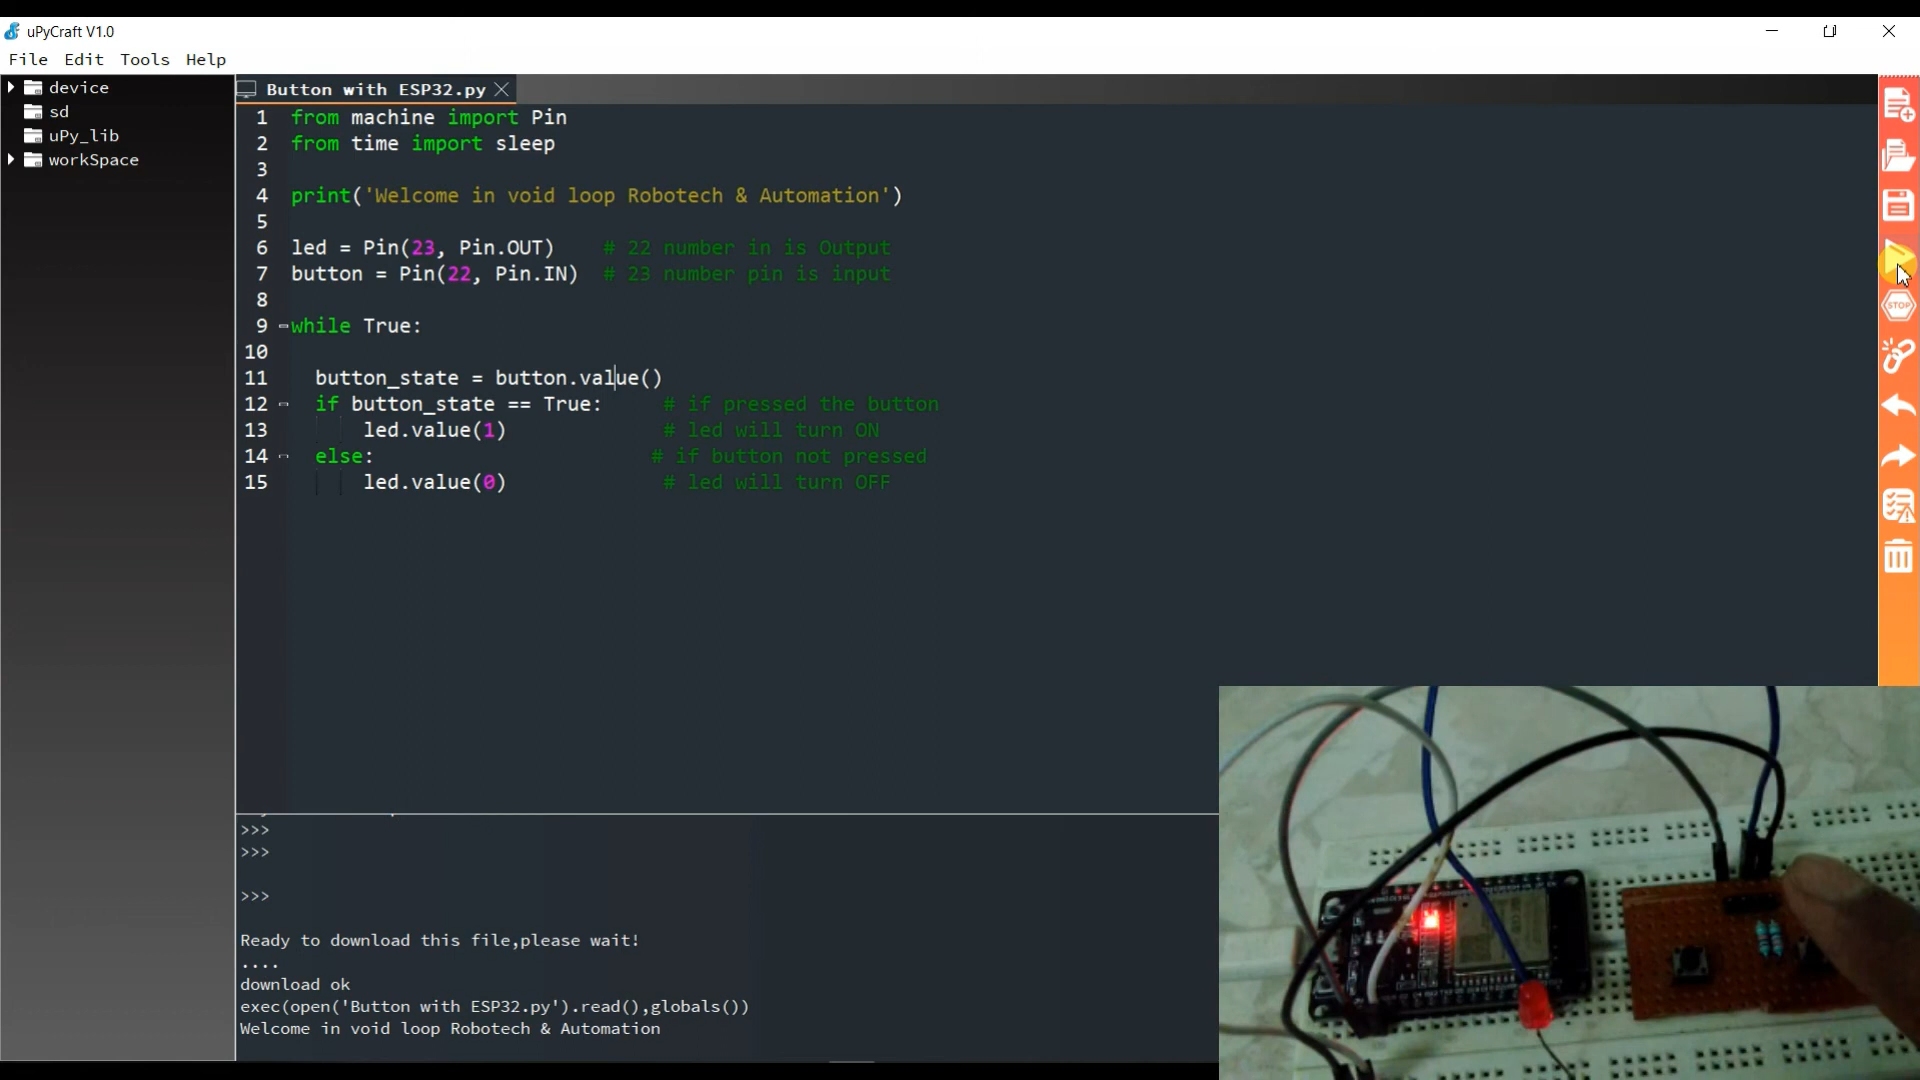 uPyCraft V1.0
File Edit Tools Help
device
sd
uPy_lib
workSpace
Button with ESP32.py
1 from machine import Pin
2 from time import sleep
3
4 print('Welcome in void loop Robotech & Automation')
5
6 led = Pin(23, Pin.OUT) # 22 number in is Output
7 button = Pin(22, Pin.IN) # 23 number pin is input
8
9 while True:
10
11 button_state = button.value()
12 if button_state == True: # if pressed the button
13 led.value(1) # led will turn ON
14 else: # if button not pressed
15 led.value(0) # led will turn OFF
STOP
>>>
>>>
>>>
Ready to download this file,please wait!
....
download ok
exec(open('Button with ESP32.py').read(),globals())
Welcome in void loop Robotech & Automation